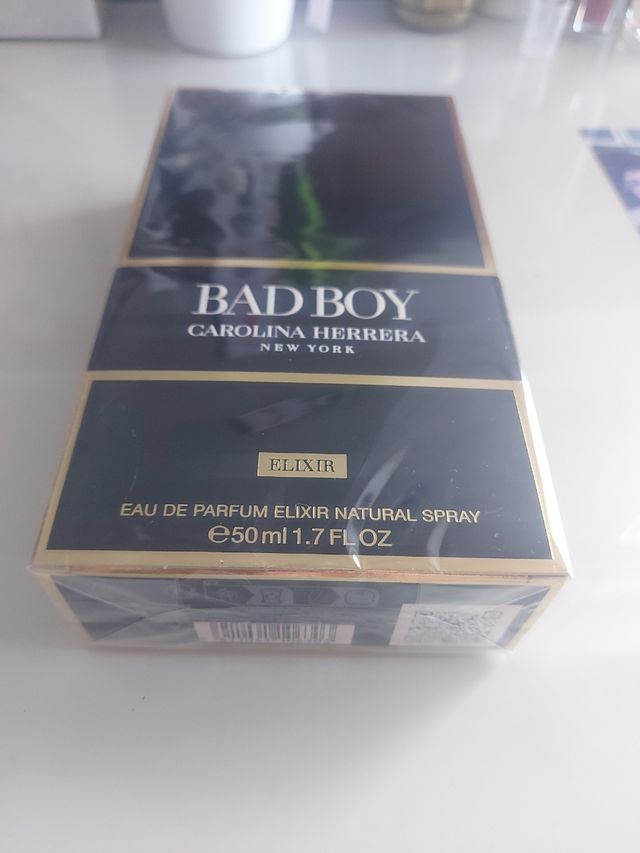 BAD BOY
CAROLINA HERRERA
NEW YORK
ELIXIR
EAU DE PARFUM ELIXIR NATURAL SPRAY
℮50 ml 1.7 FL OZ